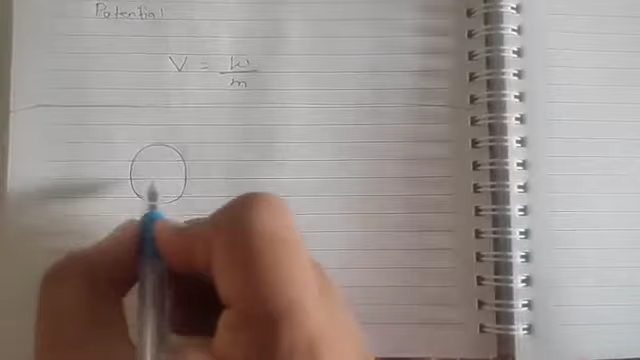 Potential
V = w/m